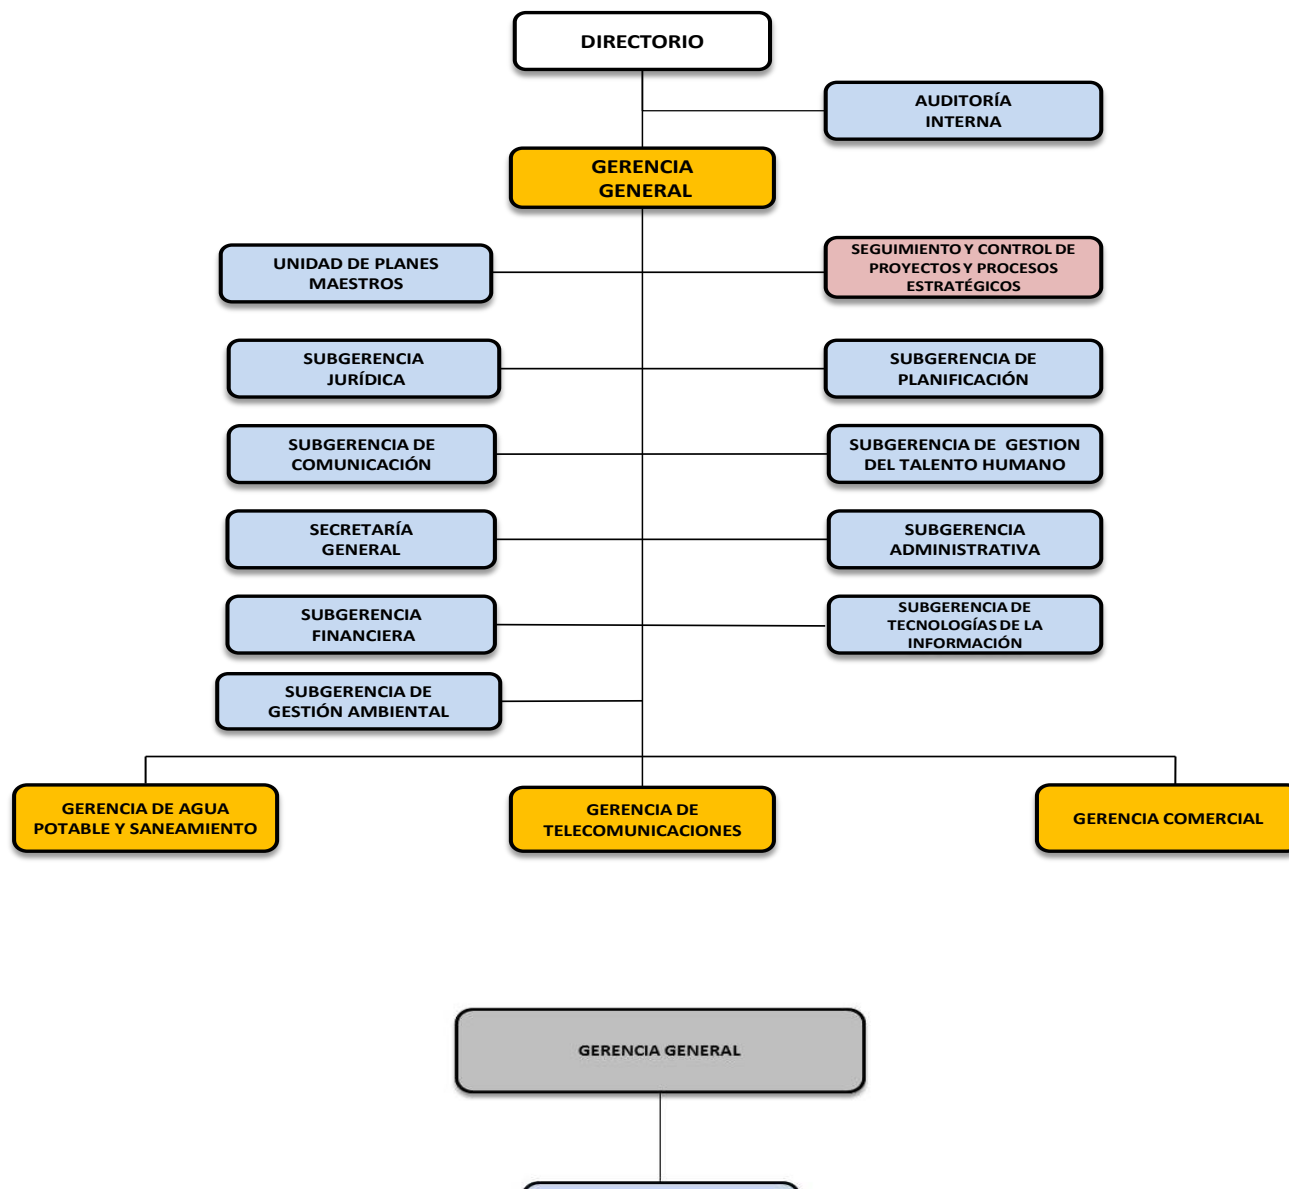 DIRECTORIO
AUDITORÍA
INTERNA
GERENCIA
GENERAL
UNIDAD DE PLANES
MAESTROS
SEGUIMIENTO Y CONTROL DE
PROYECTOS Y PROCESOS
ESTRATÉGICOS
SUBGERENCIA
JURÍDICA
SUBGERENCIA DE
PLANIFICACIÓN
SUBGERENCIA DE
COMUNICACIÓN
SUBGERENCIA DE GESTION
DEL TALENTO HUMANO
SECRETARÍA
GENERAL
SUBGERENCIA
ADMINISTRATIVA
SUBGERENCIA
FINANCIERA
SUBGERENCIA DE
TECNOLOGÍAS DE LA
INFORMACIÓN
SUBGERENCIA DE
GESTIÓN AMBIENTAL
GERENCIA DE AGUA
POTABLE Y SANEAMIENTO
GERENCIA DE
TELECOMUNICACIONES
GERENCIA COMERCIAL
GERENCIA GENERAL